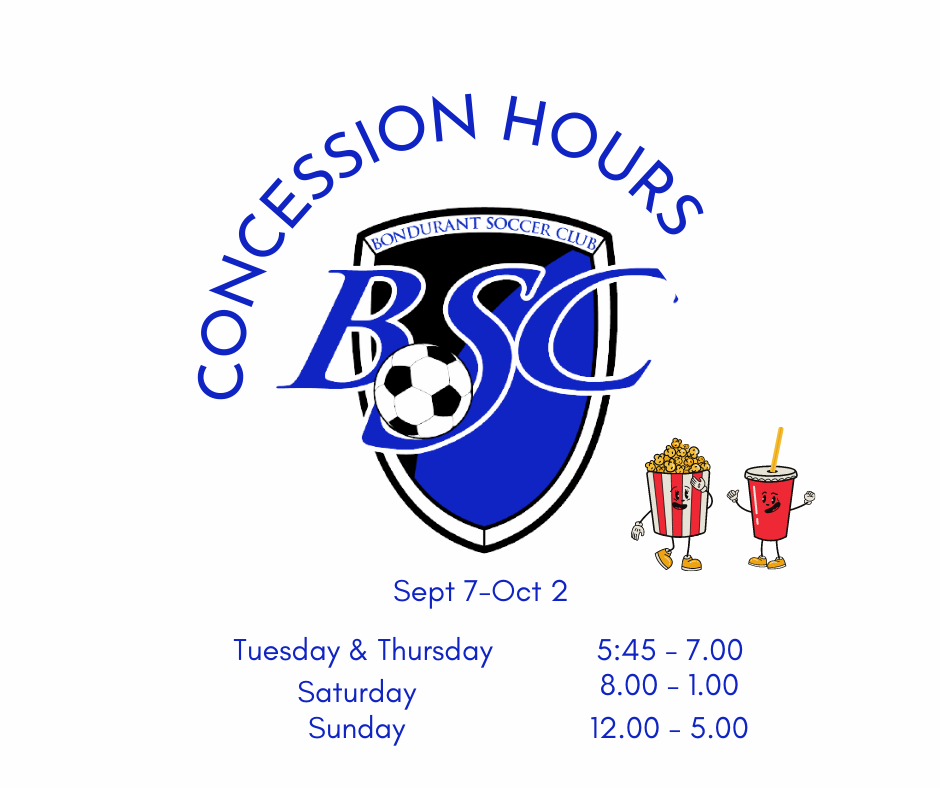 CONCESSION HOURS
BONDURANT SOCCER CLUB
BSC
Sept 7-Oct 2
Tuesday & Thursday 5:45 - 7.00
Saturday 8.00 - 1.00
Sunday 12.00 - 5.00